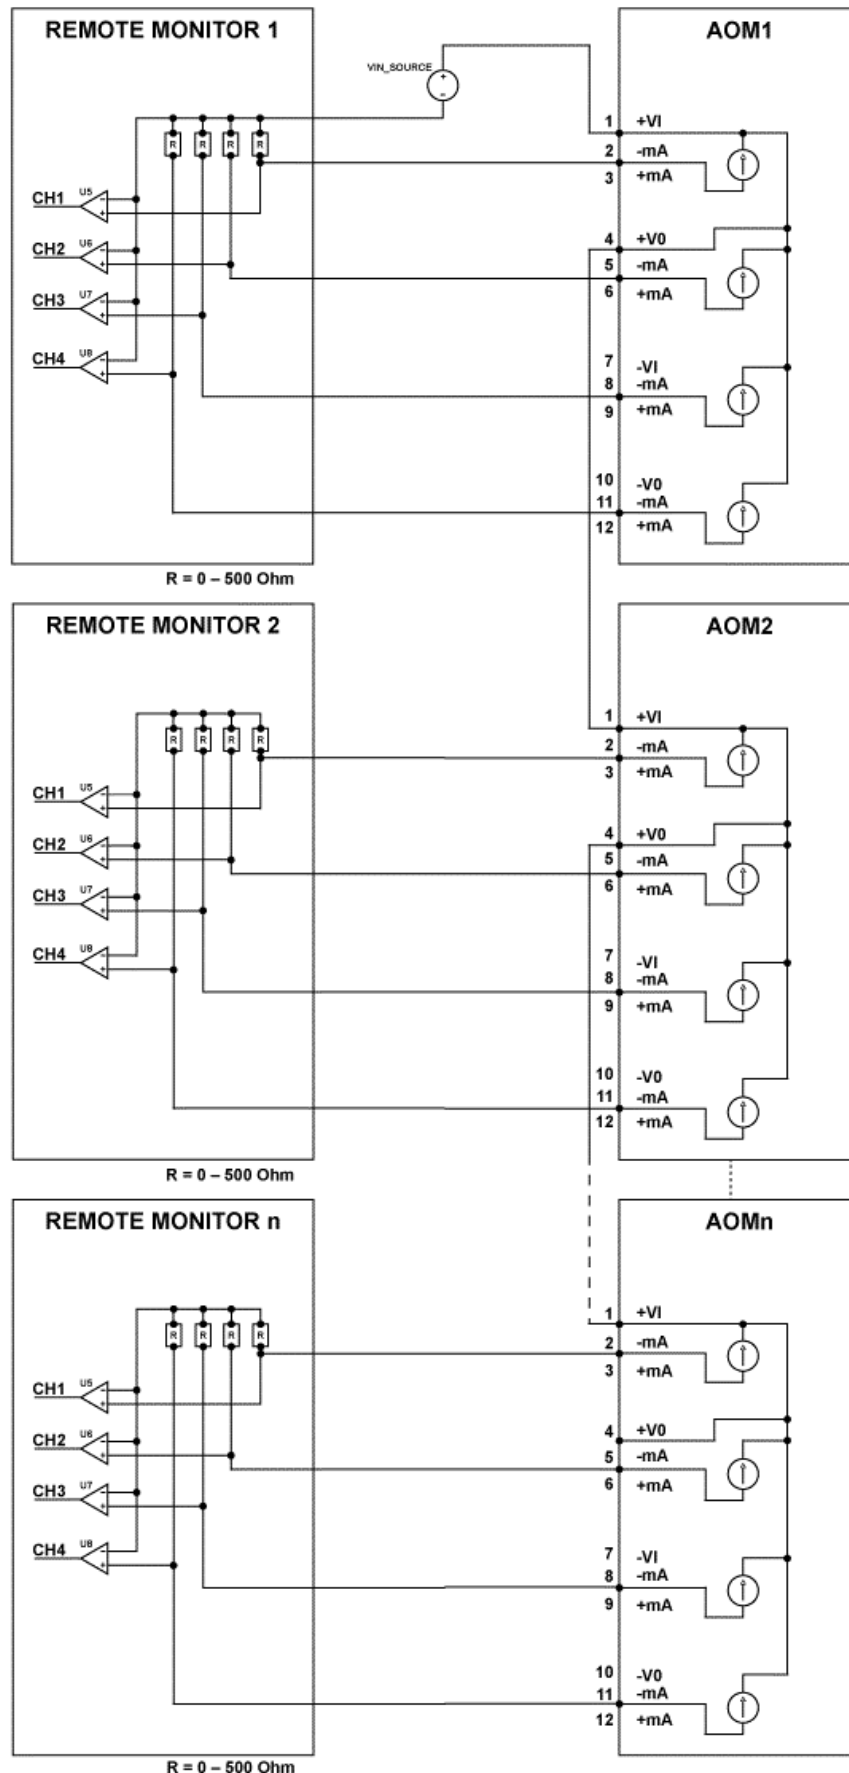 REMOTE MONITOR 1
AOM1
VIN_SOURCE
+
-
1 +VI
2 -mA
3 +mA
R R R R
CH1 U5 - +
4 +V0
CH2 U6 - +
5 -mA
6 +mA
CH3 U7 - +
CH4 U8 - +
7 -VI
8 -mA
9 +mA
10 -V0
11 -mA
12 +mA
R = 0 – 500 Ohm
REMOTE MONITOR 2
AOM2
1 +VI
2 -mA
3 +mA
R R R R
CH1 U5 - +
4 +V0
CH2 U6 - +
5 -mA
6 +mA
CH3 U7 - +
CH4 U8 - +
7 -VI
8 -mA
9 +mA
10 -V0
11 -mA
12 +mA
R = 0 – 500 Ohm
REMOTE MONITOR n
AOMn
1 +VI
2 -mA
3 +mA
R R R R
CH1 U5 - +
4 +V0
CH2 U6 - +
5 -mA
6 +mA
CH3 U7 - +
CH4 U8 - +
7 -VI
8 -mA
9 +mA
10 -V0
11 -mA
12 +mA
R = 0 – 500 Ohm